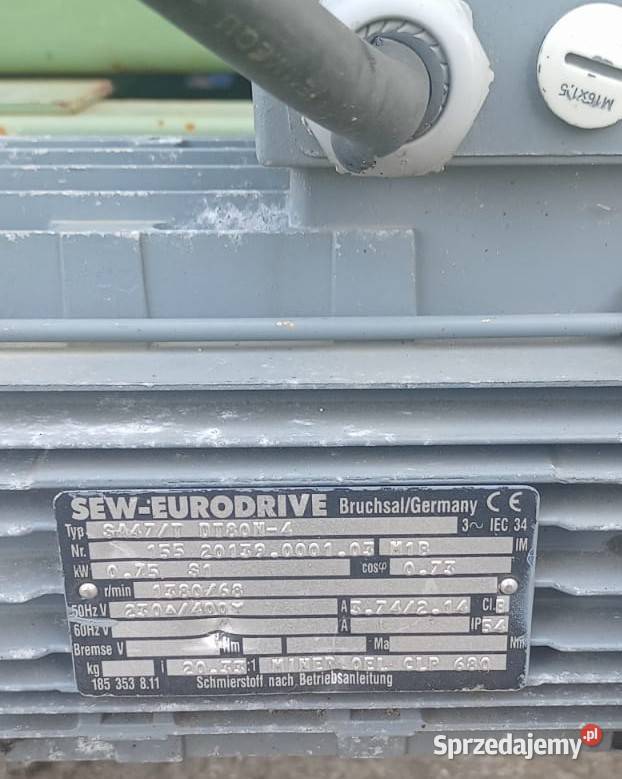 M16x1,5
SEW-EURODRIVE Bruchsal/Germany CE
Typ SA47/T DT80N-4 3~ IEC 34
Nr. 155 20139.0001.03 M1B IM
kW 0.75 S1 cosφ 0.73
r/min 1380/68
50Hz V 230Δ/400Y A 3.74/2.14 Cl.B
60Hz V A IP54
Bremse V Nm Ma Nm
kg i 20.33:1 MINER.OEL CLP 680
185 353 8.11 Schmierstoff nach Betriebsanleitung
Sprzedajemy.pl